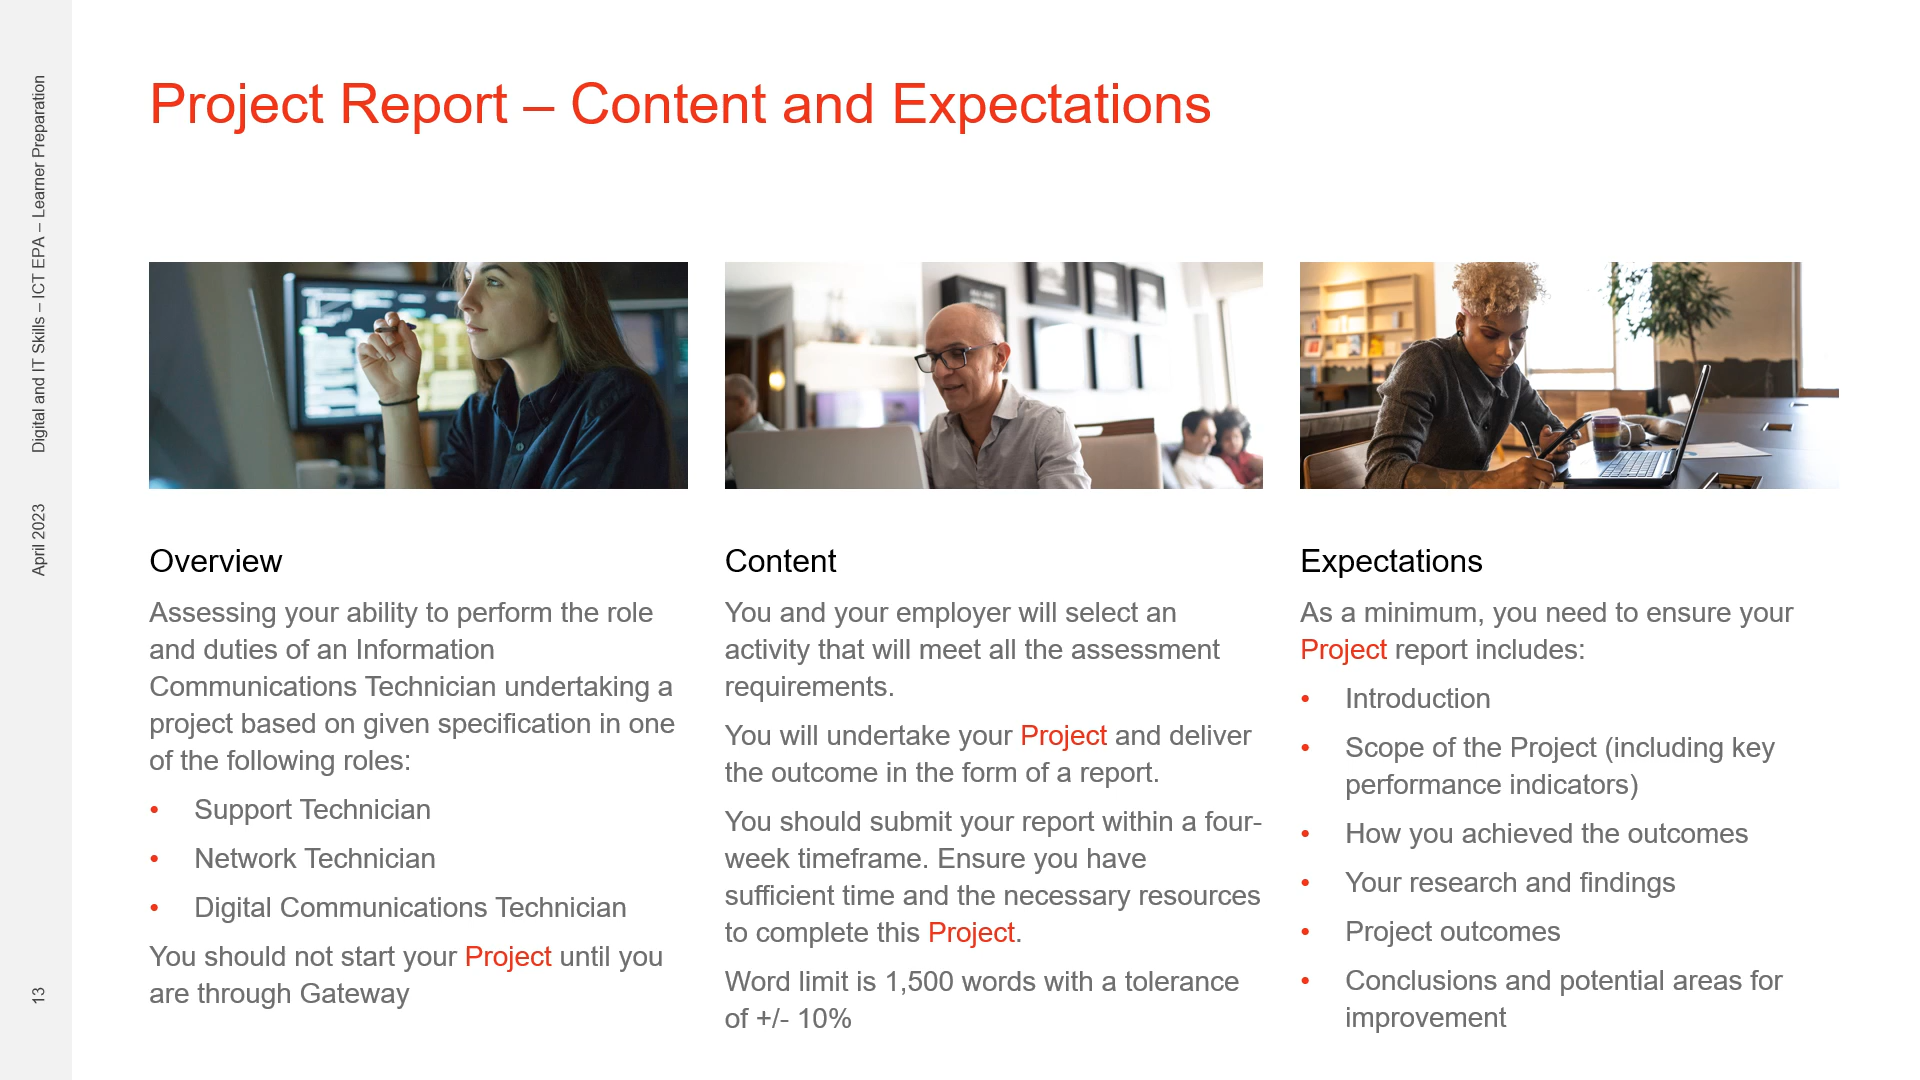 Project Report – Content and Expectations
Overview
Assessing your ability to perform the role
and duties of an Information
Communications Technician undertaking a
project based on given specification in one
of the following roles:
• Support Technician
• Network Technician
• Digital Communications Technician
You should not start your Project until you
are through Gateway
Content
You and your employer will select an
activity that will meet all the assessment
requirements.
You will undertake your Project and deliver
the outcome in the form of a report.
You should submit your report within a four-
week timeframe. Ensure you have
sufficient time and the necessary resources
to complete this Project.
Word limit is 1,500 words with a tolerance
of +/- 10%
Expectations
As a minimum, you need to ensure your
Project report includes:
• Introduction
• Scope of the Project (including key
performance indicators)
• How you achieved the outcomes
• Your research and findings
• Project outcomes
• Conclusions and potential areas for
improvement
Digital and IT Skills – ICT EPA – Learner Preparation
April 2023
13